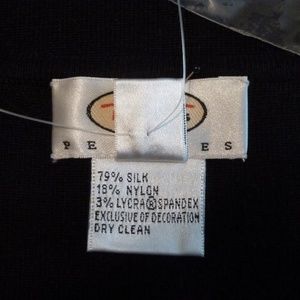 79% SILK
18% NYLON
3% LYCRA® SPANDEX
EXCLUSIVE OF DECORATION
DRY CLEAN